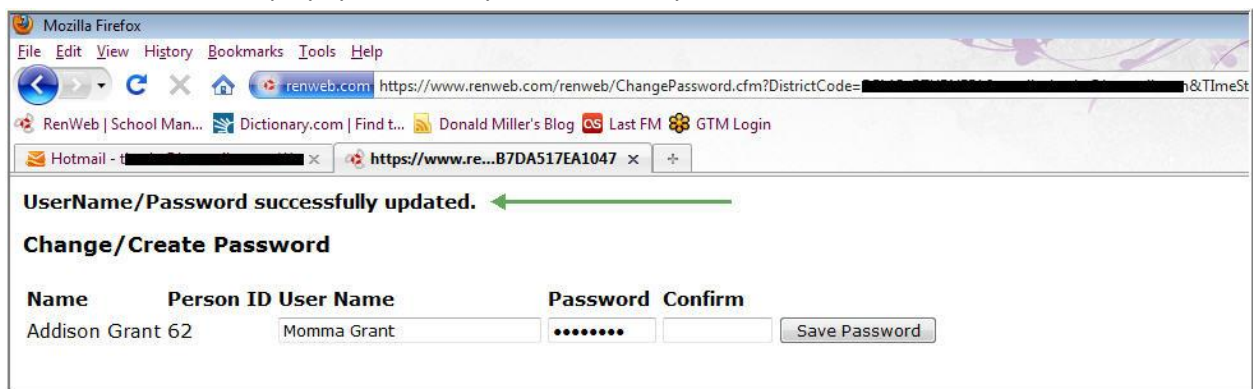 Mozilla Firefox
File Edit View History Bookmarks Tools Help
renweb.com https://www.renweb.com/renweb/ChangePassword.cfm?DistrictCode= n&TImeSt
RenWeb | School Man... Dictionary.com | Find t... Donald Miller's Blog Last FM GTM Login
Hotmail - t https://www.re...B7DA517EA1047
UserName/Password successfully updated.
Change/Create Password
Name Person ID User Name Password Confirm
Addison Grant 62 Momma Grant •••••••• Save Password